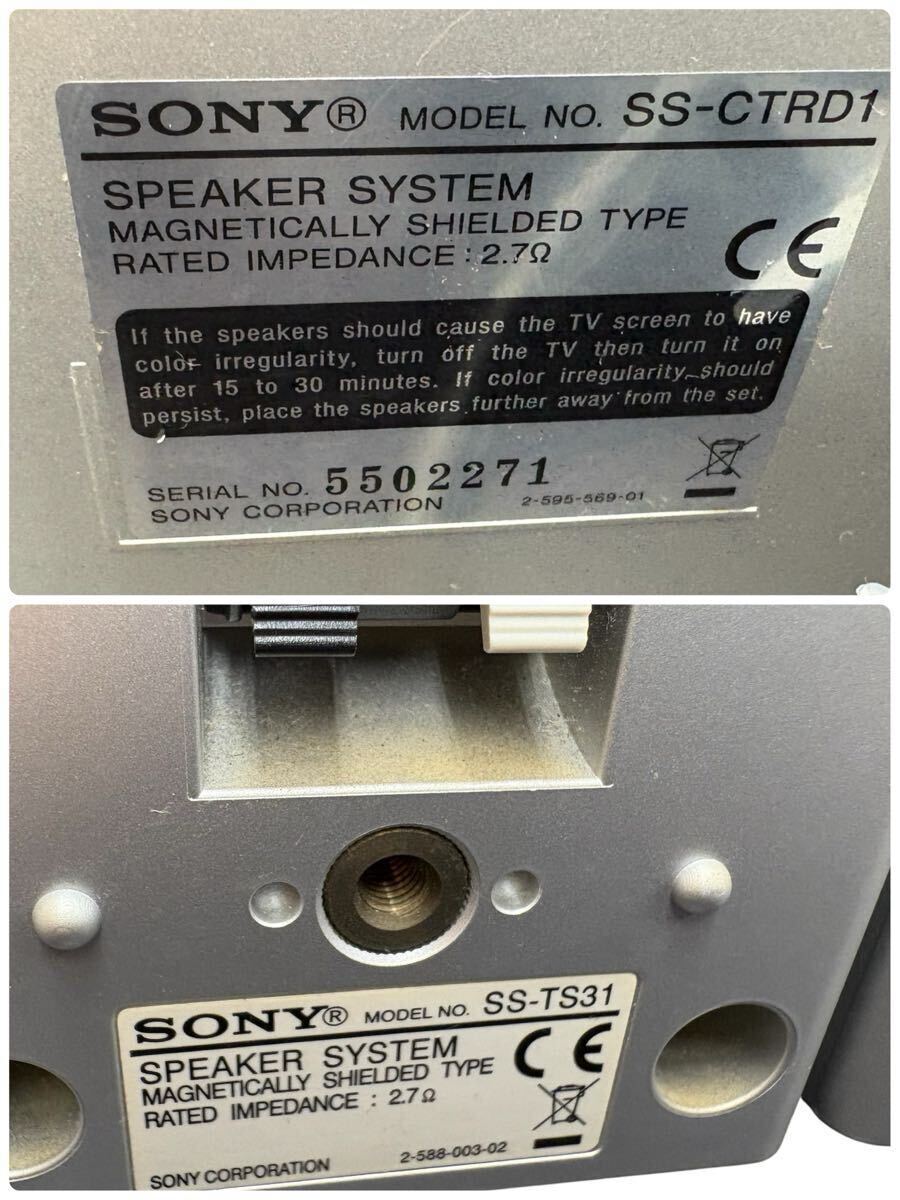 SONY® MODEL NO. SS-CTRD1
SPEAKER SYSTEM
MAGNETICALLY SHIELDED TYPE
RATED IMPEDANCE : 2.7Ω
CE
If the speakers should cause the TV screen to have
color irregularity, turn off the TV then turn it on
after 15 to 30 minutes. If color irregularity should
persist, place the speakers further away from the set.
SERIAL NO. 5502271
SONY CORPORATION 2-595-569-01
SONY® MODEL NO. SS-TS31
SPEAKER SYSTEM
MAGNETICALLY SHIELDED TYPE
RATED IMPEDANCE : 2.7Ω
CE
SONY CORPORATION 2-588-003-02